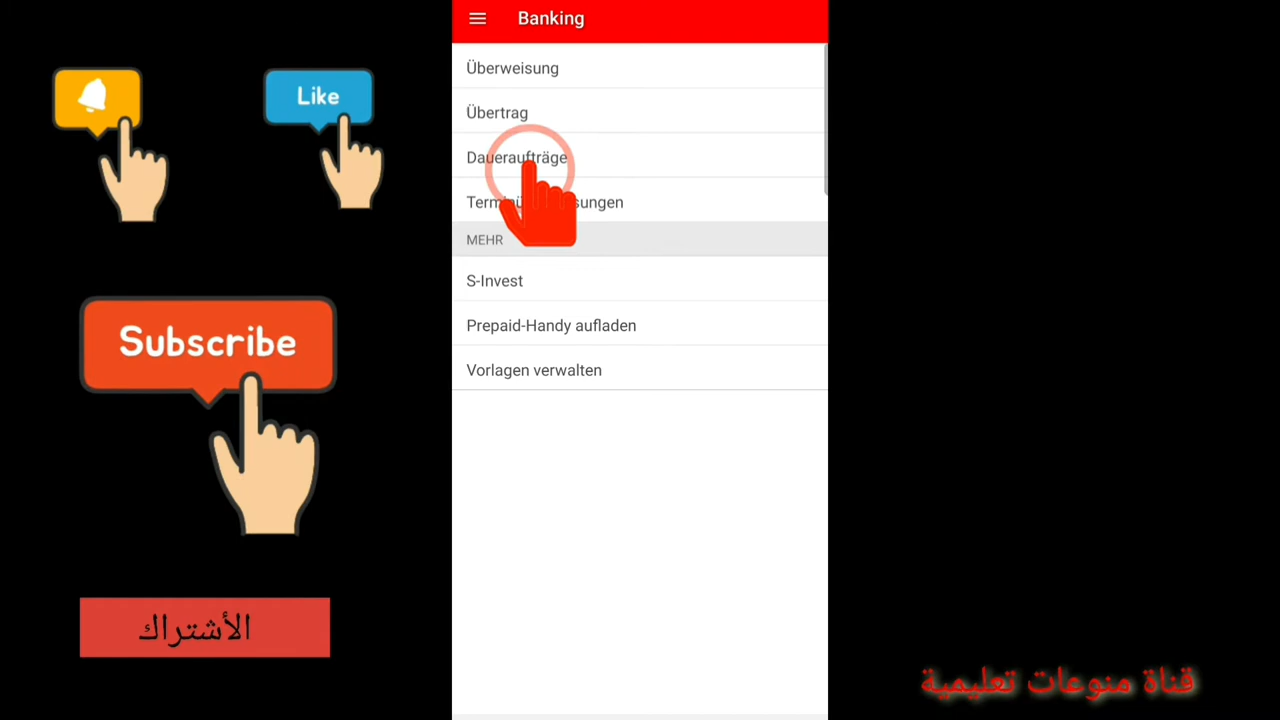 Banking
Überweisung
Übertrag
Daueraufträge
MEHR
S-Invest
Prepaid-Handy aufladen
Vorlagen verwalten
Like
Subscribe
الأشتراك
قناة منوعات تعليمية